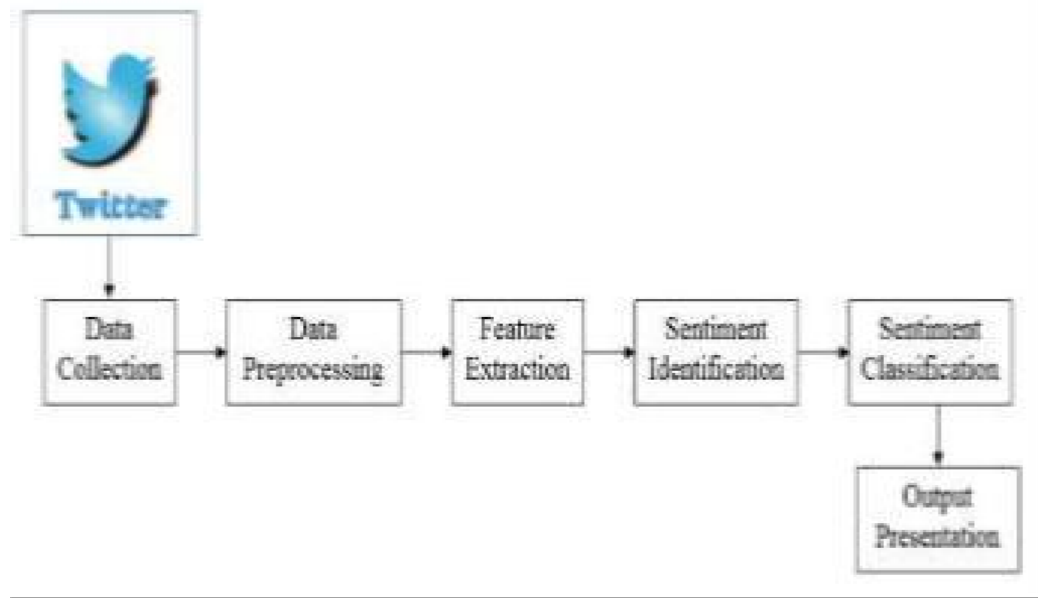 Twitter
Data
Collection
Data
Preprocessing
Feature
Extraction
Sentiment
Identification
Sentiment
Classification
Output
Presentation